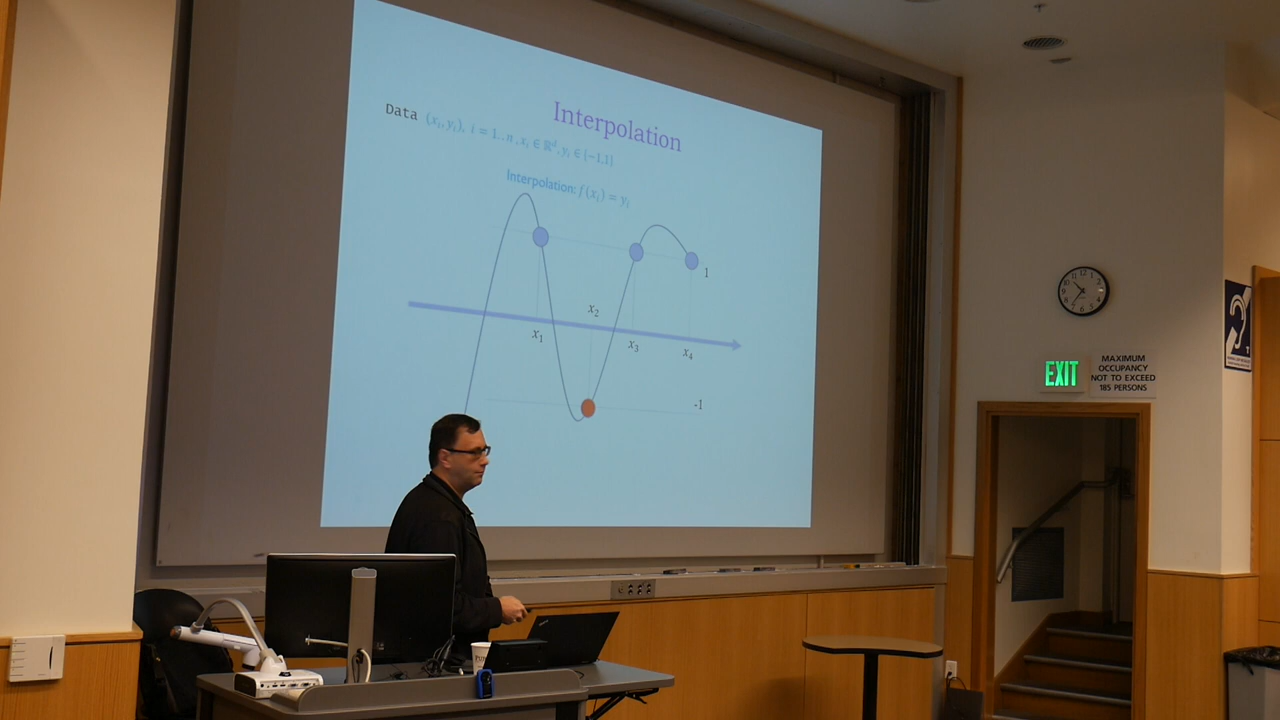 Interpolation
Data (xᵢ, yᵢ), i = 1..n, xᵢ ∈ ℝᵈ, yᵢ ∈ {−1,1}
Interpolation: f(xᵢ) = yᵢ
1
x₂
x₁
x₃
x₄
-1
EXIT
MAXIMUM
OCCUPANCY
NOT TO EXCEED
185 PERSONS